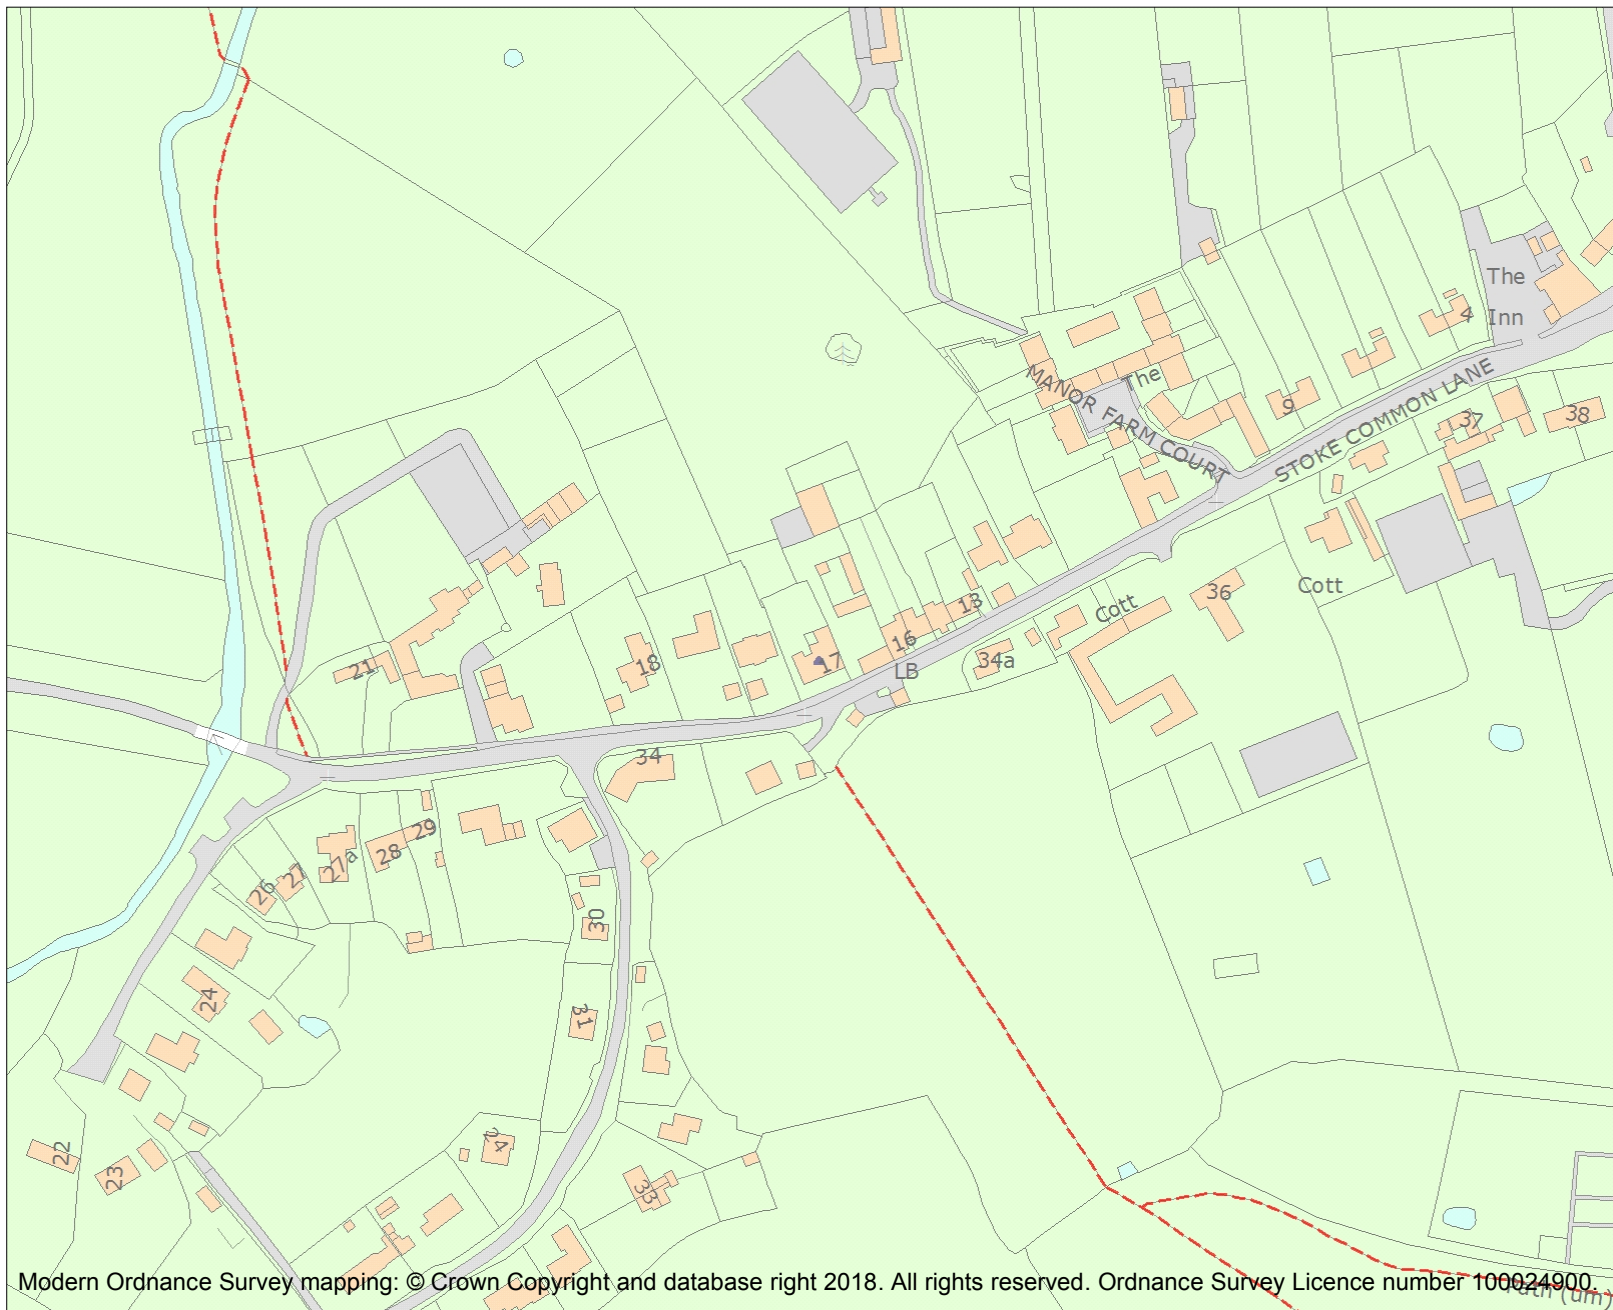 The
Inn
4
MANOR FARM COURT
The
9
STOKE COMMON LANE
37
38
Cott
36
Cott
13
16
34a
17
LB
18
21
34
29
28
27a
27
26
30
24
31
22
23
24
33
Path (um)
Modern Ordnance Survey mapping: © Crown Copyright and database right 2018. All rights reserved. Ordnance Survey Licence number 100024900.